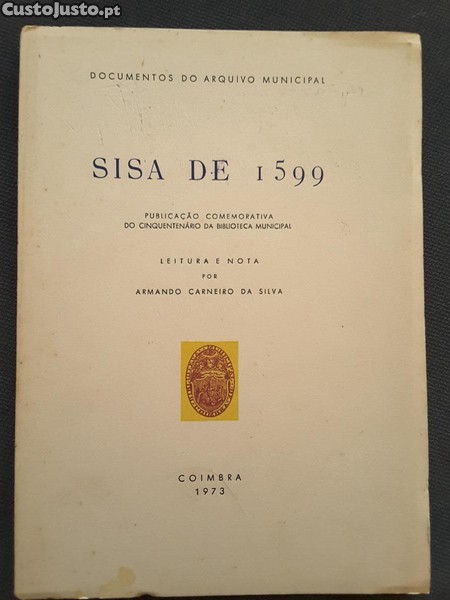 CustoJusto.pt
DOCUMENTOS DO ARQUIVO MUNICIPAL
SISA DE 1599
PUBLICAÇÃO COMEMORATIVA
DO CINQUENTENÁRIO DA BIBLIOTECA MUNICIPAL
LEITURA E NOTA
POR
ARMANDO CARNEIRO DA SILVA
COIMBRA
1973